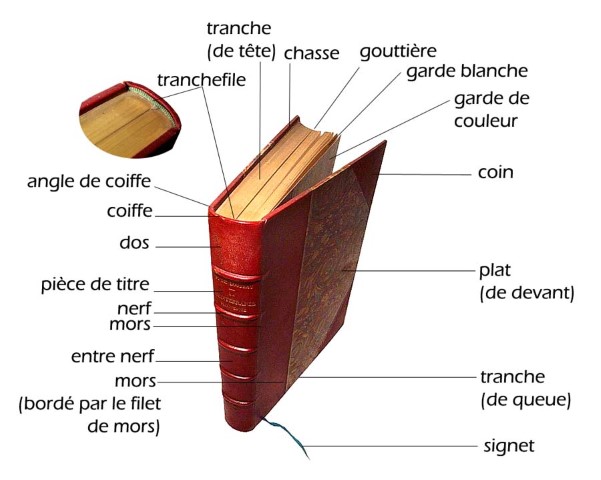 tranche
(de tête)
chasse
gouttière
garde blanche
tranchefile
garde de
couleur
angle de coiffe
coin
coiffe
dos
pièce de titre
plat
(de devant)
nerf
mors
entre nerf
mors
(bordé par le filet
de mors)
tranche
(de queue)
signet